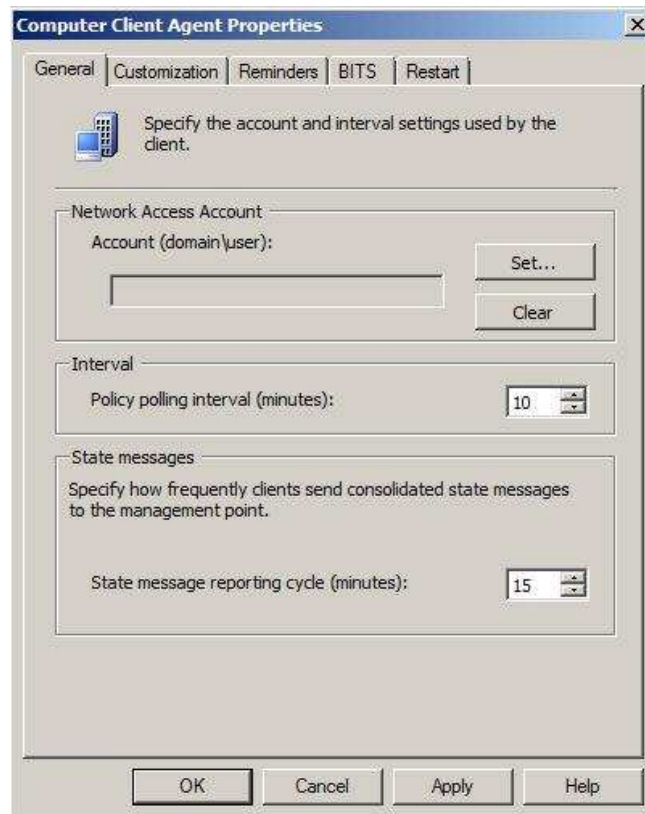 Computer Client Agent Properties
General Customization Reminders BITS Restart
Specify the account and interval settings used by the
client.
Network Access Account
Account (domain\user):
Set...
Clear
Interval
Policy polling interval (minutes):
10
State messages
Specify how frequently clients send consolidated state messages
to the management point.
State message reporting cycle (minutes):
15
OK Cancel Apply Help